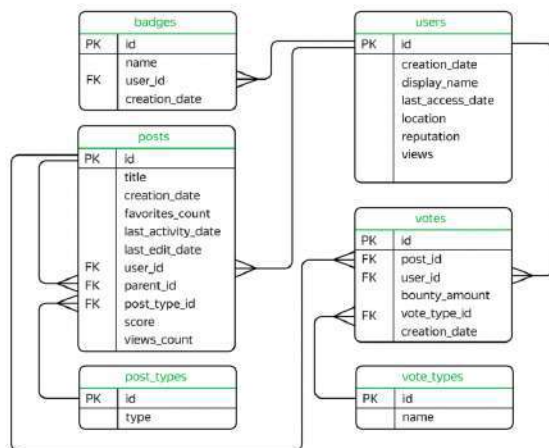 badges
PK id
name
FK user_id
creation_date
users
PK id
creation_date
display_name
last_access_date
location
reputation
views
posts
PK id
title
creation_date
favorites_count
last_activity_date
last_edit_date
FK user_id
FK parent_id
FK post_type_id
score
views_count
votes
PK id
FK post_id
FK user_id
bounty_amount
FK vote_type_id
creation_date
post_types
PK id
type
vote_types
PK id
name